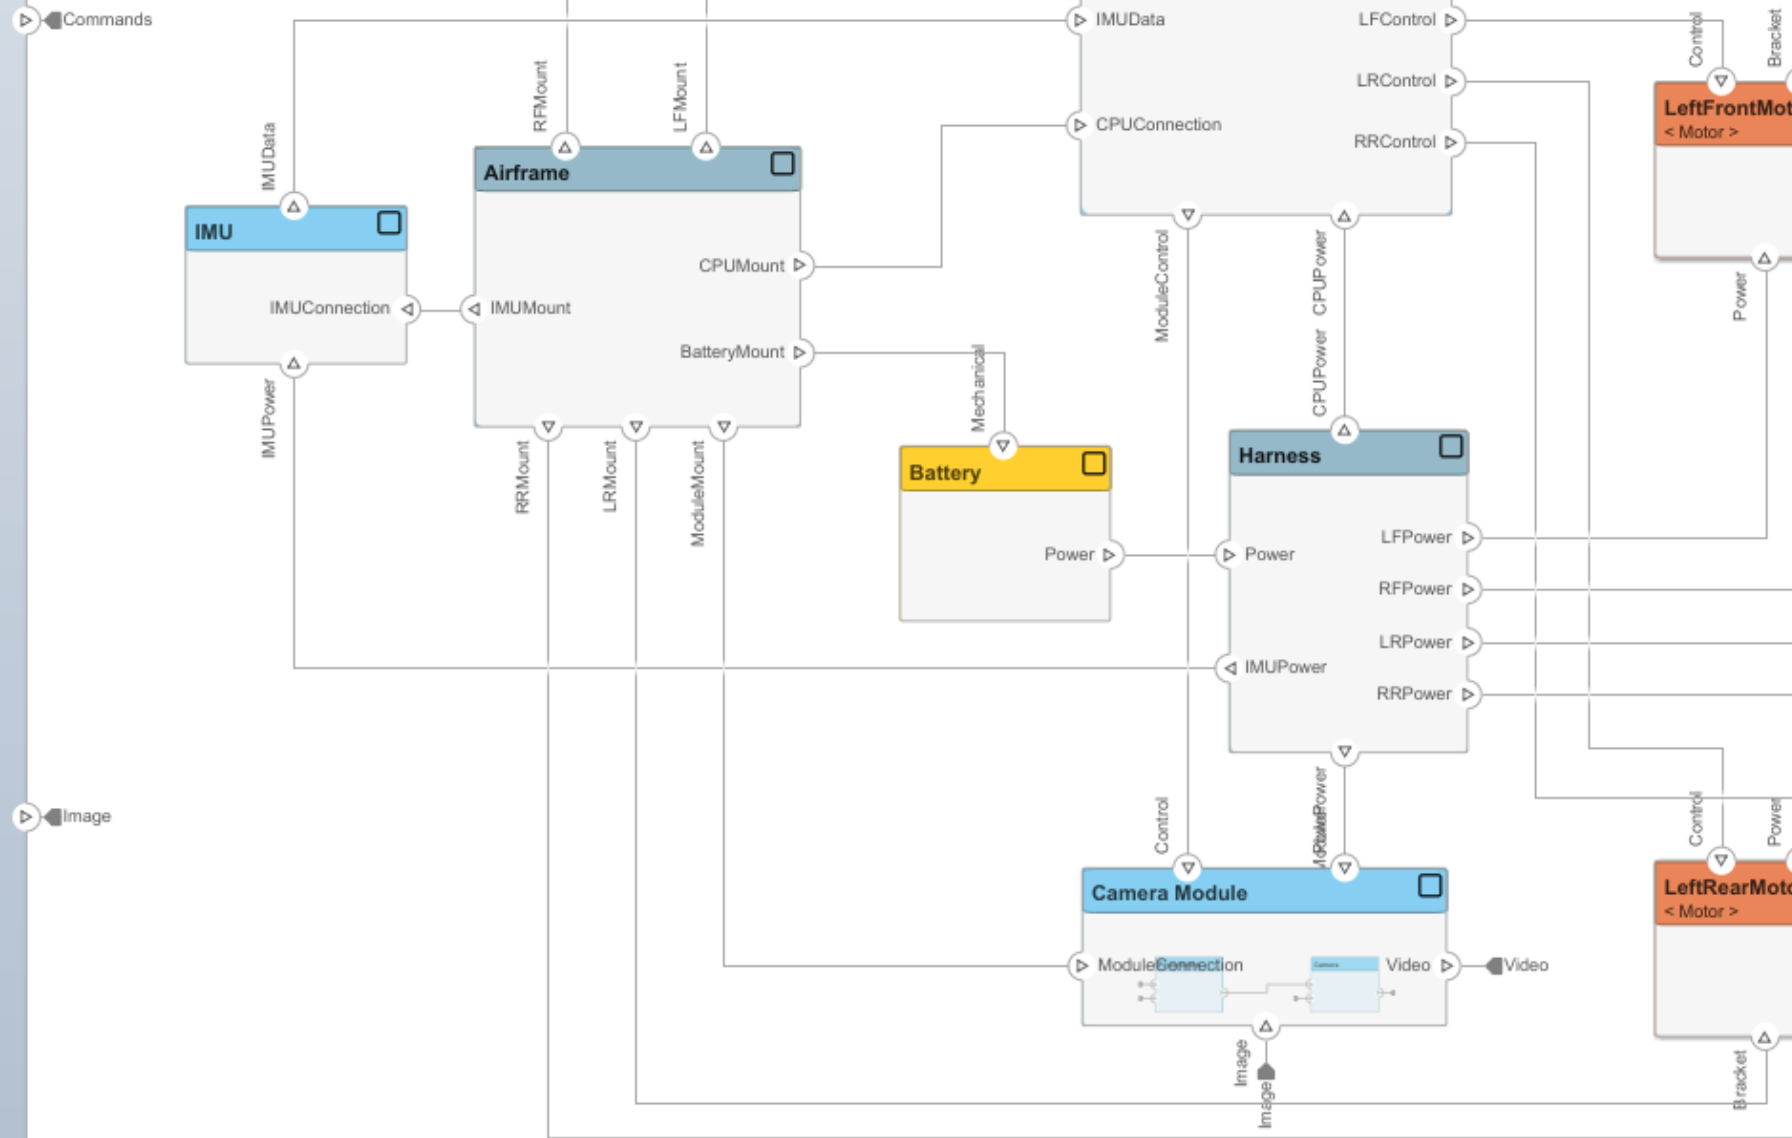 Commands
IMUData
LFControl
Control
Bracket
RFMount
LFMount
LRControl
LeftFrontMot
< Motor >
CPUConnection
RRControl
IMUData
Airframe
IMU
CPUMount
ModuleControl
CPUPower
Power
IMUConnection
IMUMount
BatteryMount
Mechanical
CPUPower
IMUPower
RRMount
LRMount
ModuleMount
Battery
Harness
LFPower
Power
Power
RFPower
LRPower
IMUPower
RRPower
Image
Control
Control
Power
Camera Module
LeftRearMoto
< Motor >
ModuleConnection
Camera
Video
Video
Image
Image
Bracket